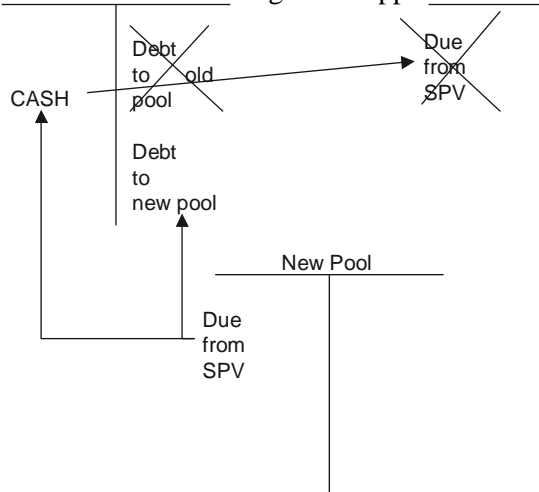 Debt
to old
pool
Due
from
SPV
CASH
Debt
to
new pool
New Pool
Due
from
SPV